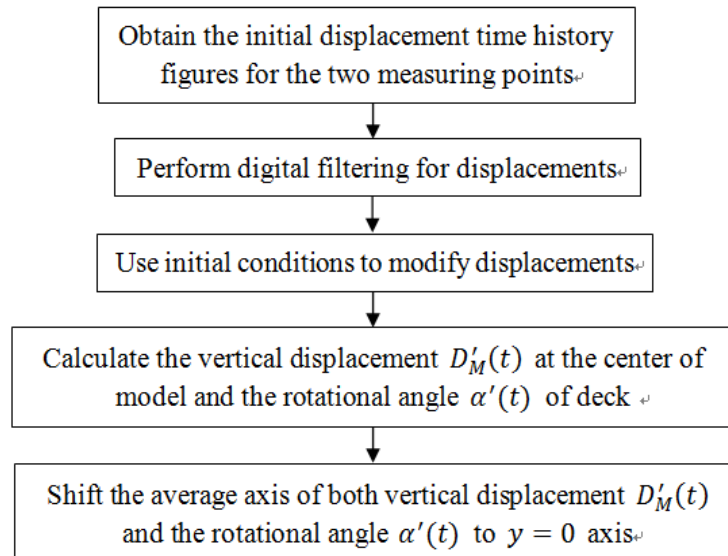 Obtain the initial displacement time history
figures for the two measuring points↵
Perform digital filtering for displacements↵
Use initial conditions to modify displacements↵
Calculate the vertical displacement D′_M(t) at the center of
model and the rotational angle α′(t) of deck ↵
Shift the average axis of both vertical displacement D′_M(t)
and the rotational angle α′(t) to y = 0 axis↵